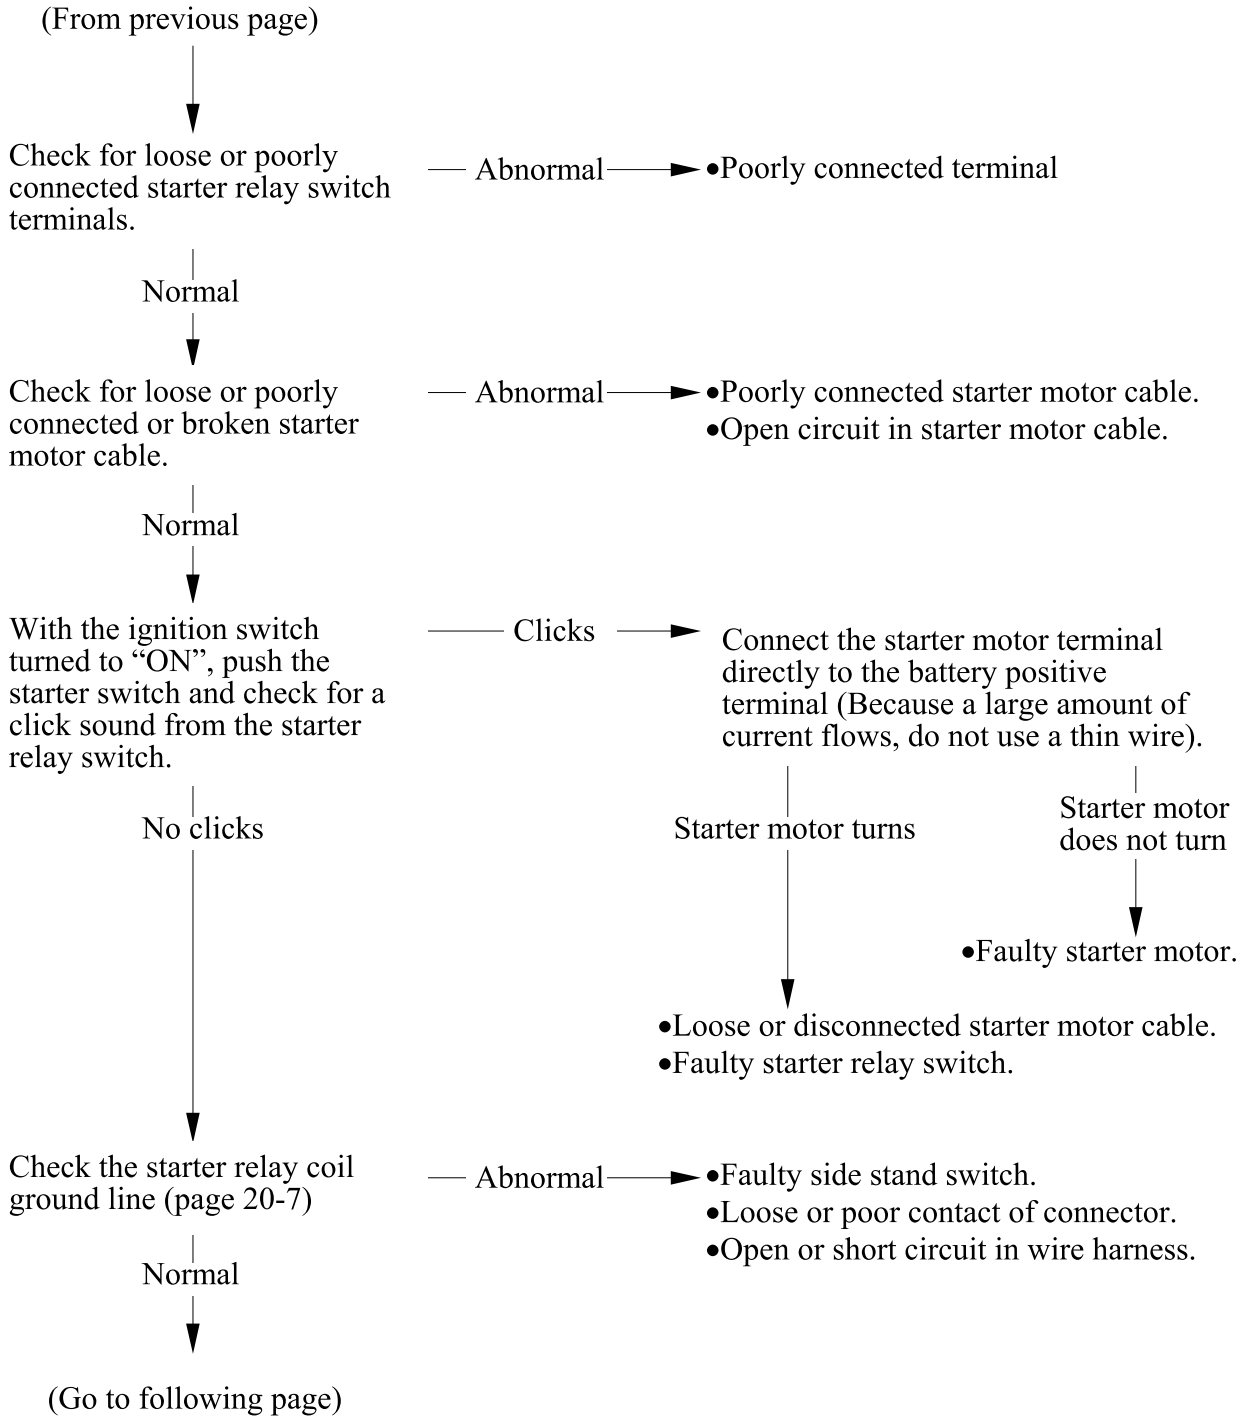 (From previous page)
Check for loose or poorly
connected starter relay switch
terminals.
Abnormal
•Poorly connected terminal
Normal
Check for loose or poorly
connected or broken starter
motor cable.
Abnormal
•Poorly connected starter motor cable.
•Open circuit in starter motor cable.
Normal
With the ignition switch
turned to “ON”, push the
starter switch and check for a
click sound from the starter
relay switch.
Clicks
Connect the starter motor terminal
directly to the battery positive
terminal (Because a large amount of
current flows, do not use a thin wire).
No clicks
Starter motor turns
Starter motor
does not turn
•Faulty starter motor.
•Loose or disconnected starter motor cable.
•Faulty starter relay switch.
Check the starter relay coil
ground line (page 20-7)
Abnormal
•Faulty side stand switch.
•Loose or poor contact of connector.
•Open or short circuit in wire harness.
Normal
(Go to following page)